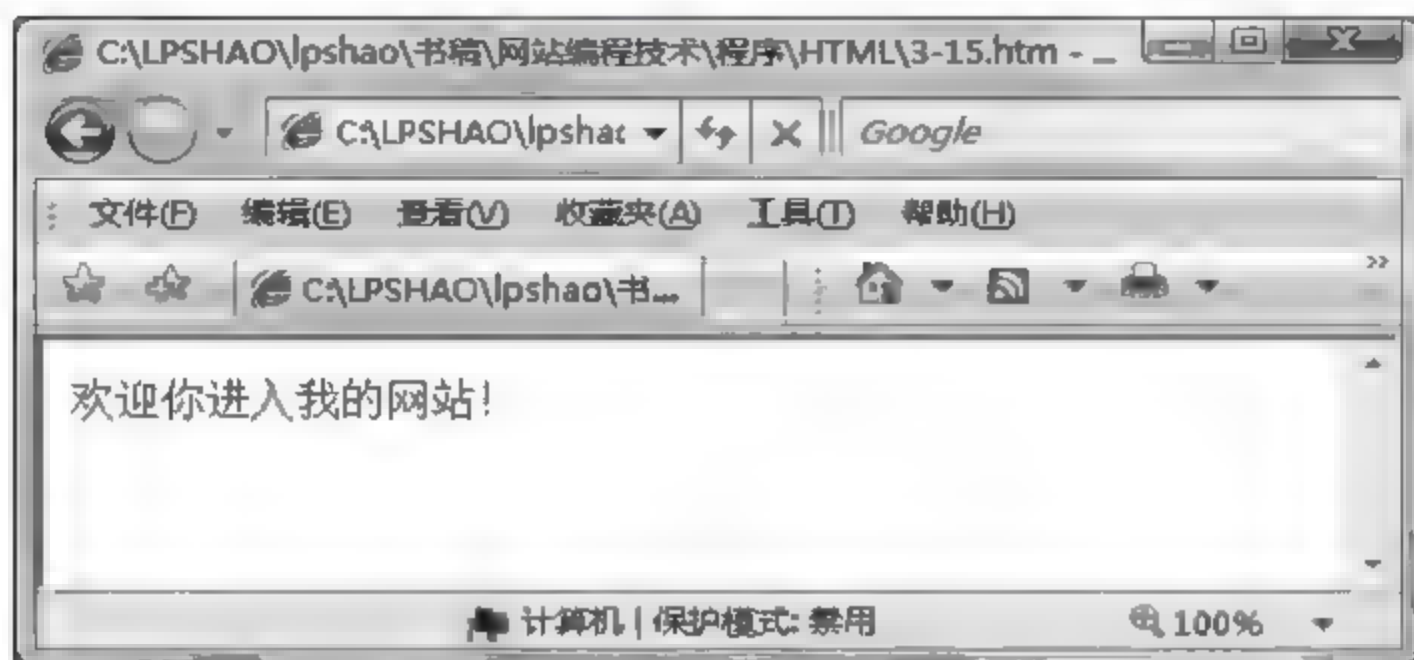 C:\LPSHAO\lpshao\书稿\网站编程技术\程序\HTML\3-15.htm - 
C:\LPSHAO\lpshac Google
文件(F) 编辑(E) 查看(V) 收藏夹(A) 工具(T) 帮助(H)
C:\LPSHAO\lpshao\书...
欢迎你进入我的网站!
计算机 | 保护模式: 禁用 100%